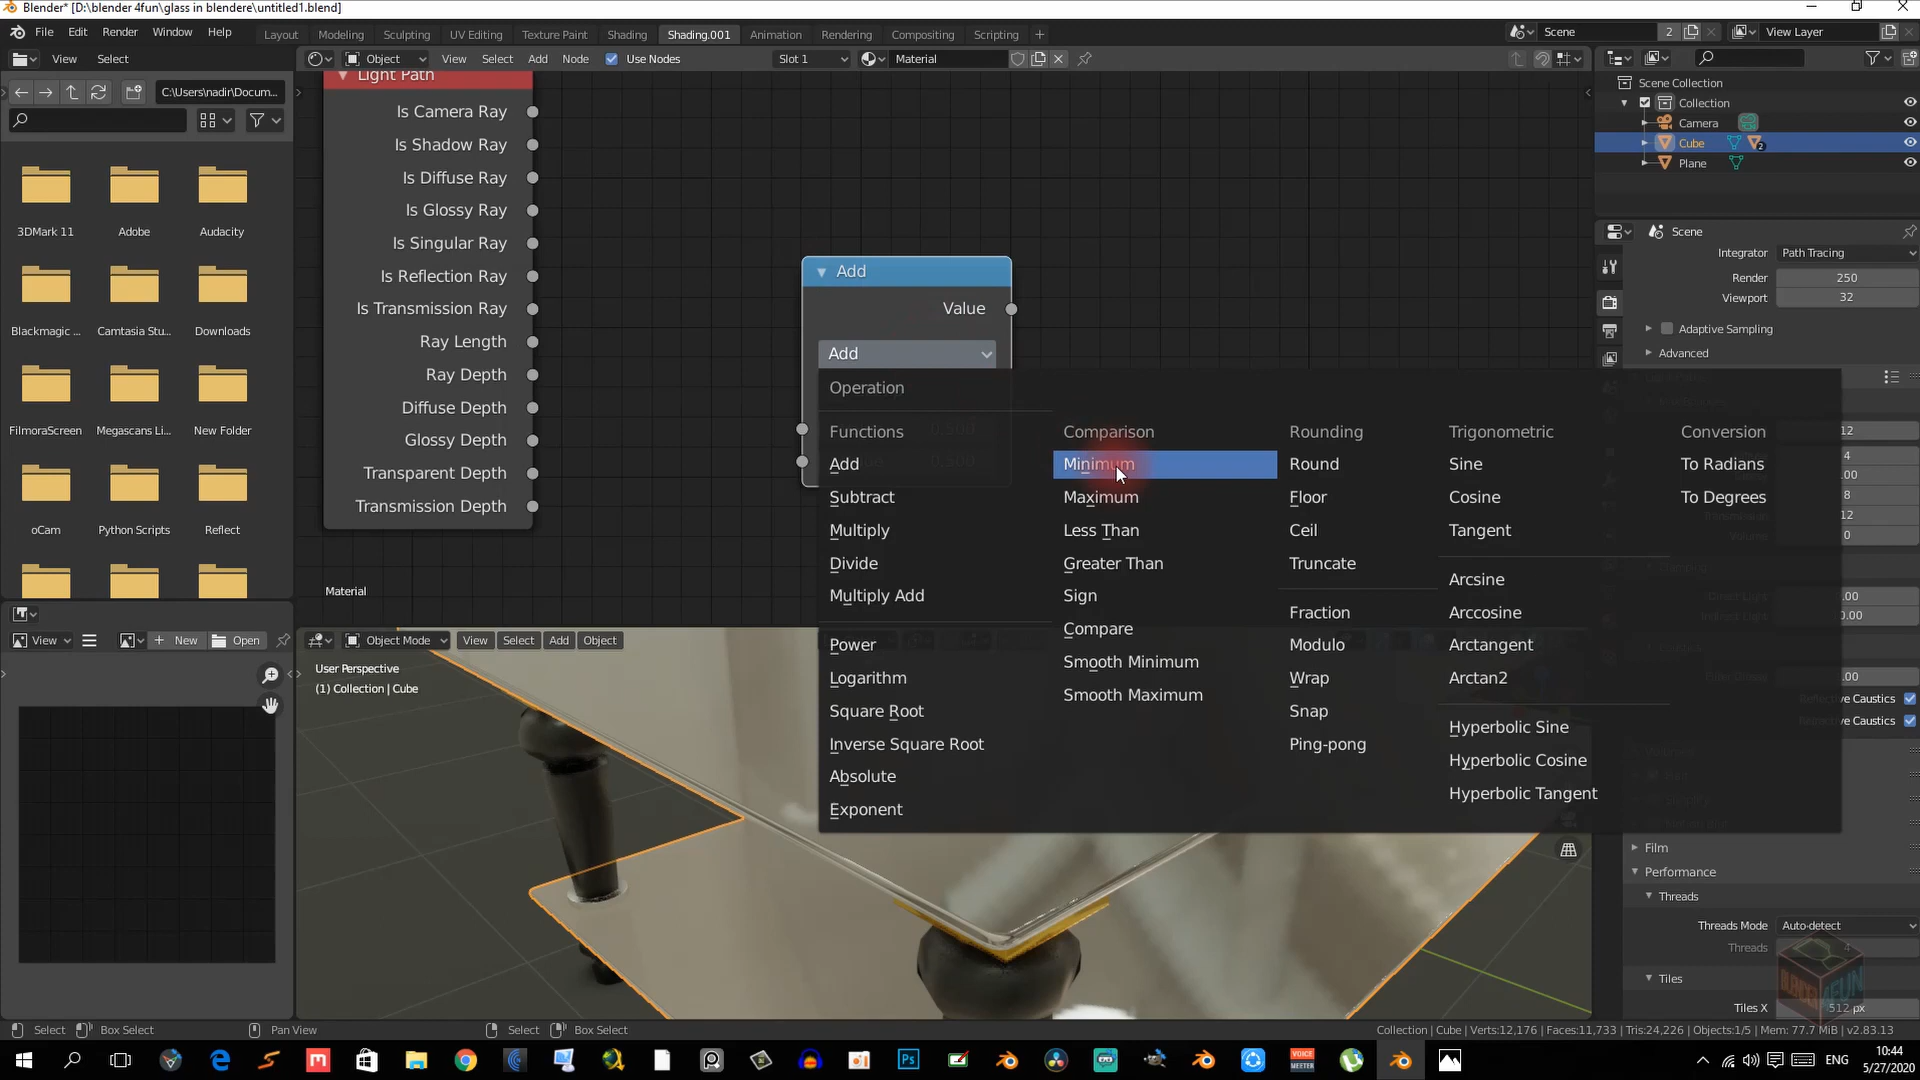 Blender* [D:\blender 4fun\glass in blendere\untitled1.blend]
File Edit Render Window Help
Layout Modeling Sculpting UV Editing Texture Paint Shading Shading.001 Animation Rendering Compositing Scripting +
Scene 2 View Layer
View Select
Object View Select Add Node Use Nodes Slot 1 Material
C:\Users\nadir\Docum...
3DMark 11 Adobe Audacity
Blackmagic ... Camtasia Stu... Downloads
FilmoraScreen Megascans Li... New Folder
oCam Python Scripts Reflect
View New Open
Light Path
Is Camera Ray
Is Shadow Ray
Is Diffuse Ray
Is Glossy Ray
Is Singular Ray
Is Reflection Ray
Is Transmission Ray
Ray Length
Ray Depth
Diffuse Depth
Glossy Depth
Transparent Depth
Transmission Depth
Material
Add
Value
Add
Operation
Functions
Add
Subtract
Multiply
Divide
Multiply Add
Power
Logarithm
Square Root
Inverse Square Root
Absolute
Exponent
Comparison
Minimum
Maximum
Less Than
Greater Than
Sign
Compare
Smooth Minimum
Smooth Maximum
Rounding
Round
Floor
Ceil
Truncate
Fraction
Modulo
Wrap
Snap
Ping-pong
Trigonometric
Sine
Cosine
Tangent
Arcsine
Arccosine
Arctangent
Arctan2
Hyperbolic Sine
Hyperbolic Cosine
Hyperbolic Tangent
Conversion
To Radians
To Degrees
Object Mode View Select Add Object
User Perspective
(1) Collection | Cube
Scene Collection
Collection
Camera
Cube 2
Plane
Scene
Integrator Path Tracing
Render 250
Viewport 32
Adaptive Sampling
Advanced
12
4
8
12
0
Reflective Caustics
Film
Performance
Threads
Threads Mode Auto-detect
Threads 4
Tiles
Tiles X 512 px
Select Box Select Pan View Select Box Select
Collection | Cube | Verts:12,176 | Faces:11,733 | Tris:24,226 | Objects:1/5 | Mem: 77.7 MiB | v2.83.13
ENG
10:44
5/27/2020